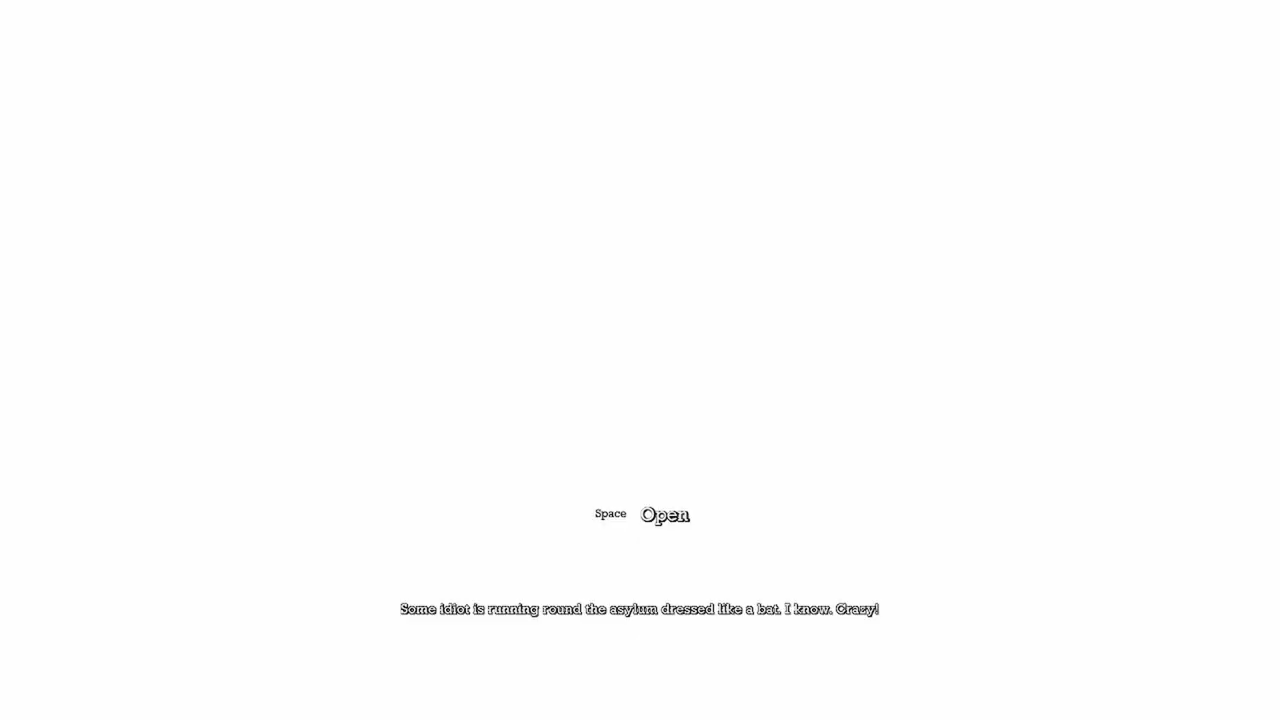 Space Open
Some idiot is running round the asylum dressed like a bat. I know. Crazy!